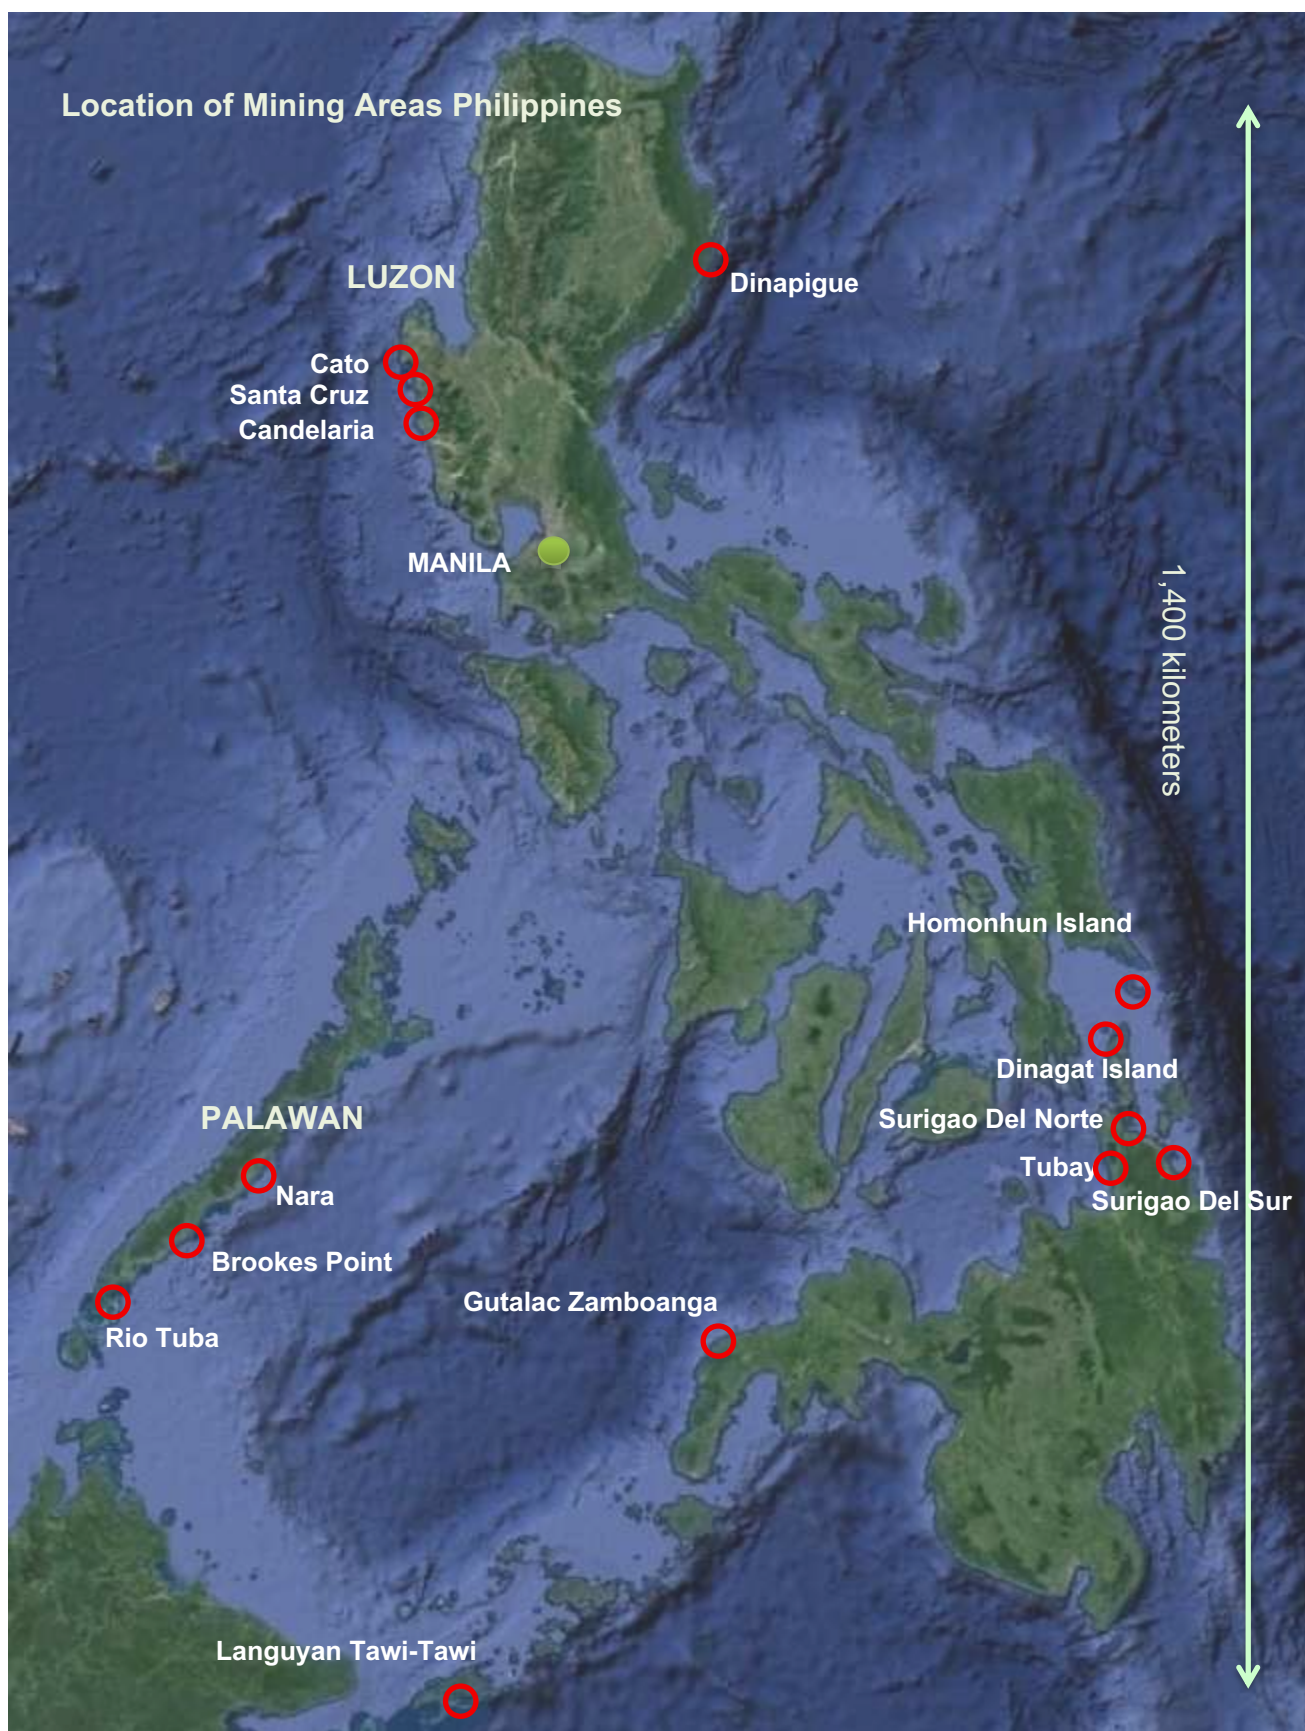 Location of Mining Areas Philippines
LUZON
Dinapigue
Cato
Santa Cruz
Candelaria
MANILA
1,400 kilometers
Homonhun Island
Dinagat Island
PALAWAN
Surigao Del Norte
Tubay
Nara
Surigao Del Sur
Brookes Point
Gutalac Zamboanga
Rio Tuba
Languyan Tawi-Tawi